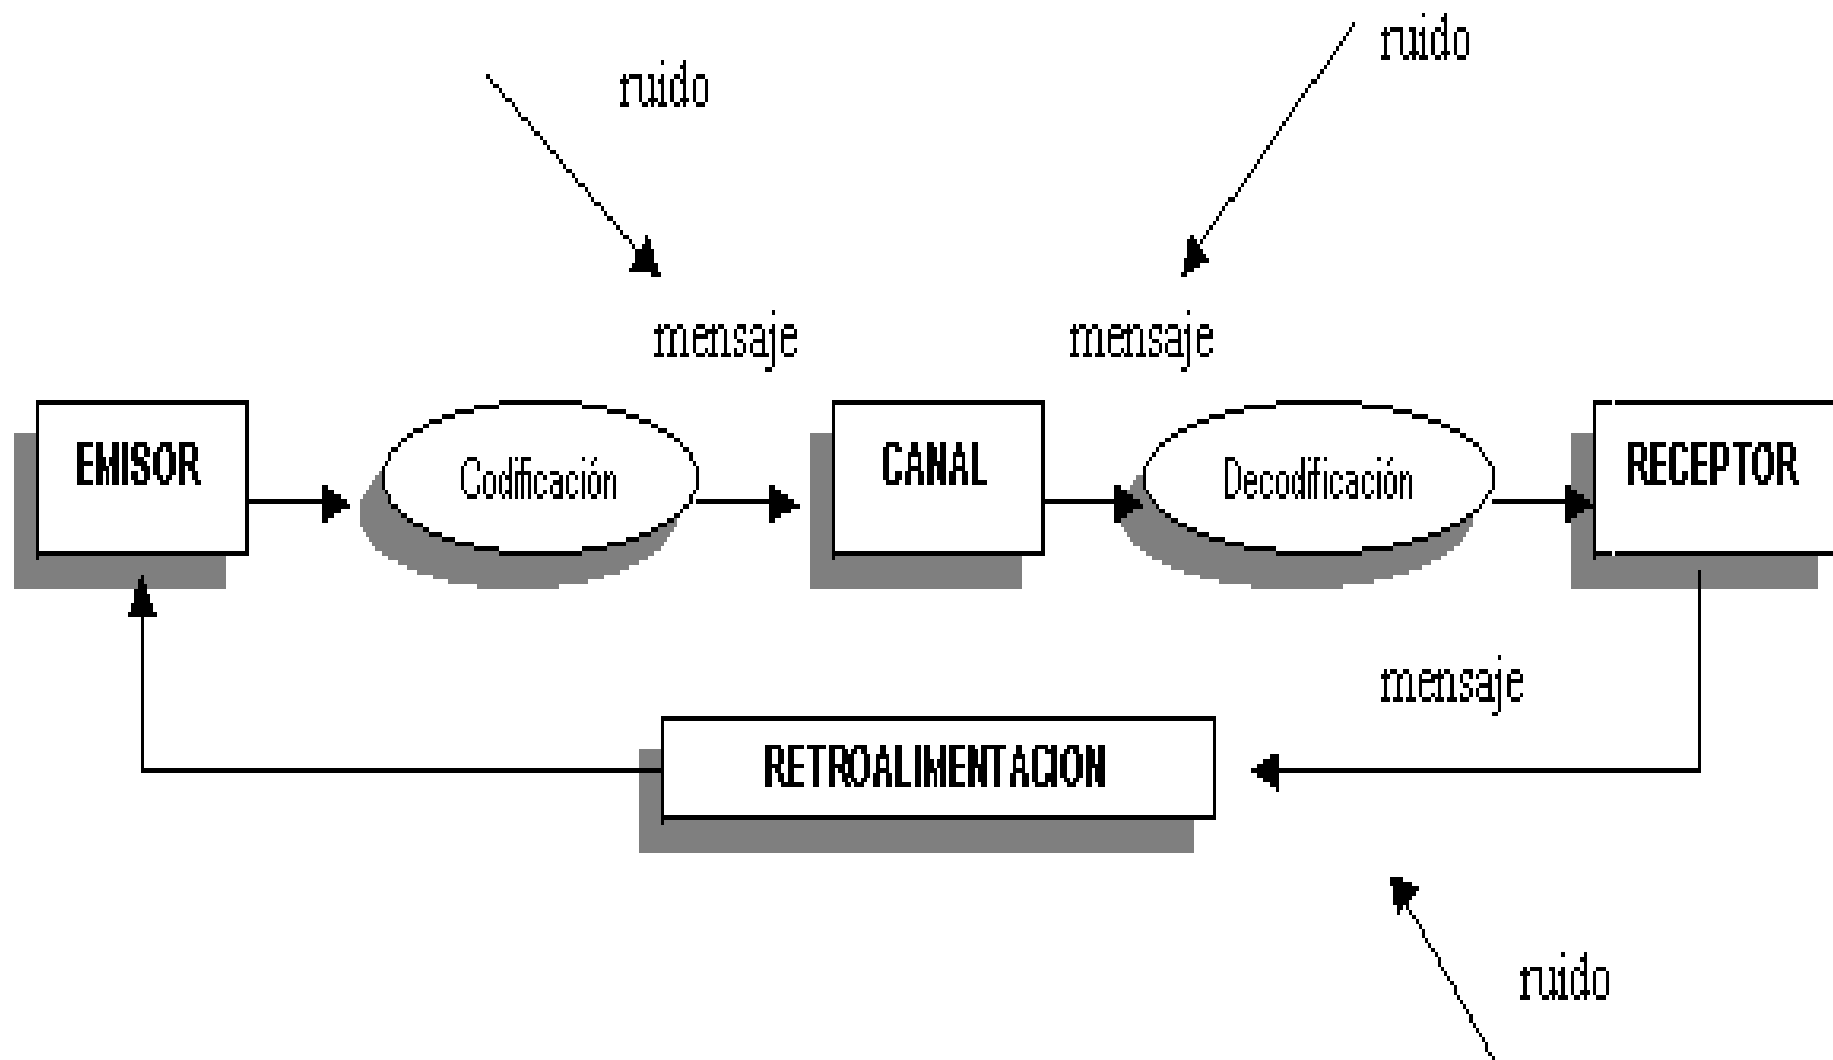 ruido
ruido
mensaje
mensaje
EMISOR
Codificación
CANAL
Decodificación
RECEPTOR
mensaje
RETROALIMENTACION
ruido